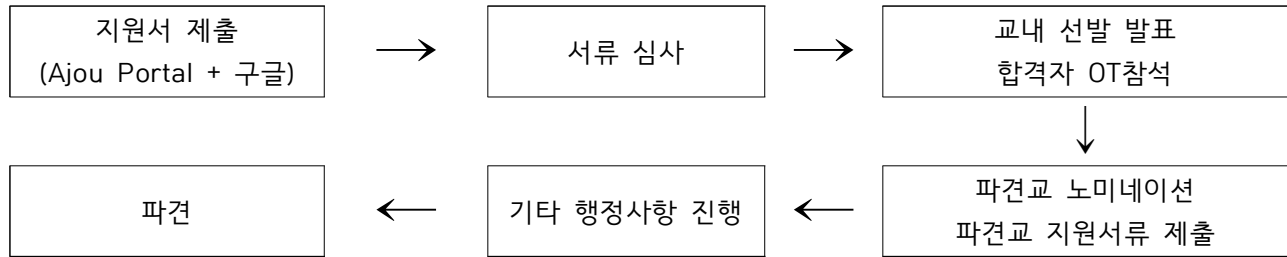 지원서 제출
(Ajou Portal + 구글)
서류 심사
교내 선발 발표
합격자 OT참석
파견교 노미네이션
파견교 지원서류 제출
기타 행정사항 진행
파견